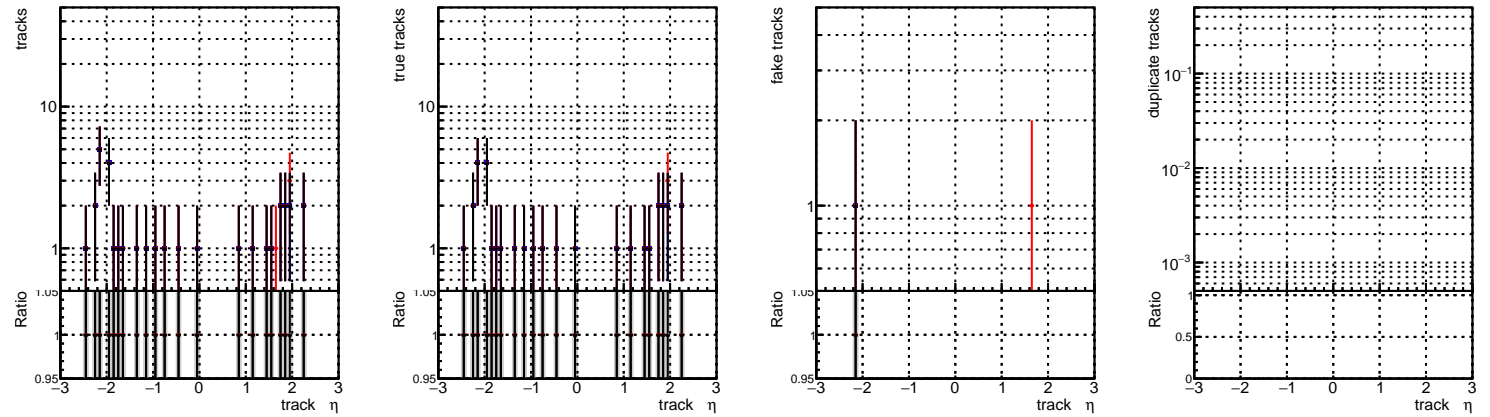 tracks
10
1
Ratio
1.05
1
0.95
−3 −2 −1 0 1 2 3
track η
true tracks
10
1
Ratio
1.05
1
0.95
−3 −2 −1 0 1 2 3
track η
fake tracks
1
Ratio
1.05
1
0.95
−3 −2 −1 0 1 2 3
track η
duplicate tracks
10−1
10−2
10−3
Ratio
1
0.5
0
−3 −2 −1 0 1 2 3
track η